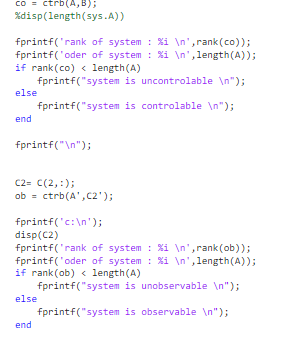 co = ctrb(A,B);
%disp(length(sys.A))
fprintf('rank of system : %i \n',rank(co));
fprintf('oder of system : %i \n',length(A));
if rank(co) < length(A)
fprintf("system is uncontrolable \n");
else
fprintf("system is controlable \n");
end
fprintf("\n");
C2= C(2,:);
ob = ctrb(A',C2');
fprintf('c:\n');
disp(C2)
fprintf('rank of system : %i \n',rank(ob));
fprintf('oder of system : %i \n',length(A));
if rank(ob) < length(A)
fprintf("system is unobservable \n");
else
fprintf("system is observable \n");
end